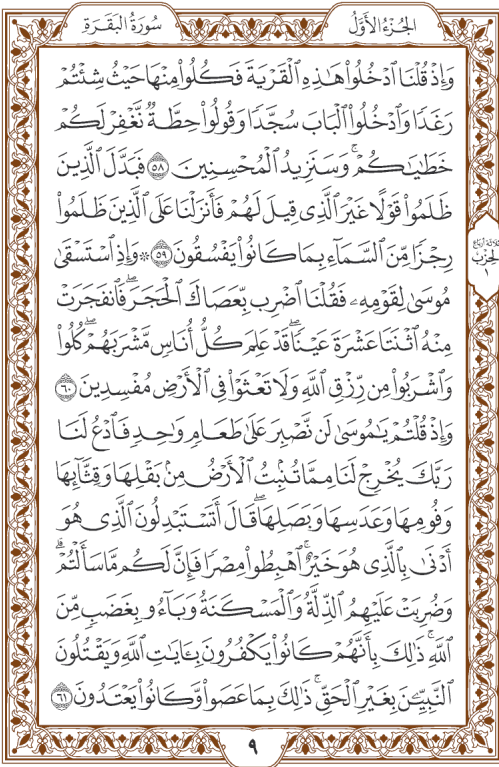 الجُزْءُ الأَوَّلُ سُورَةُ البَقَرَةِ
وَإِذْ قُلْنَا ٱدْخُلُوا۟ هَـٰذِهِ ٱلْقَرْيَةَ فَكُلُوا۟ مِنْهَا حَيْثُ شِئْتُمْ
رَغَدًا وَٱدْخُلُوا۟ ٱلْبَابَ سُجَّدًا وَقُولُوا۟ حِطَّةٌ نَّغْفِرْ لَكُمْ
خَطَـٰيَـٰكُمْ ۚ وَسَنَزِيدُ ٱلْمُحْسِنِينَ ٥٨ فَبَدَّلَ ٱلَّذِينَ
ظَلَمُوا۟ قَوْلًا غَيْرَ ٱلَّذِى قِيلَ لَهُمْ فَأَنزَلْنَا عَلَى ٱلَّذِينَ ظَلَمُوا۟
رِجْزًا مِّنَ ٱلسَّمَآءِ بِمَا كَانُوا۟ يَفْسُقُونَ ٥٩ ۞ وَإِذِ ٱسْتَسْقَىٰ
ثلاثة أرباع
الحزب
١
مُوسَىٰ لِقَوْمِهِۦ فَقُلْنَا ٱضْرِب بِّعَصَاكَ ٱلْحَجَرَ ۖ فَٱنفَجَرَتْ
مِنْهُ ٱثْنَتَا عَشْرَةَ عَيْنًا ۖ قَدْ عَلِمَ كُلُّ أُنَاسٍ مَّشْرَبَهُمْ ۖ كُلُوا۟
وَٱشْرَبُوا۟ مِن رِّزْقِ ٱللَّهِ وَلَا تَعْثَوْا۟ فِى ٱلْأَرْضِ مُفْسِدِينَ ٦٠
وَإِذْ قُلْتُمْ يَـٰمُوسَىٰ لَن نَّصْبِرَ عَلَىٰ طَعَامٍ وَٰحِدٍ فَٱدْعُ لَنَا
رَبَّكَ يُخْرِجْ لَنَا مِمَّا تُنۢبِتُ ٱلْأَرْضُ مِنۢ بَقْلِهَا وَقِثَّآئِهَا
وَفُومِهَا وَعَدَسِهَا وَبَصَلِهَا ۖ قَالَ أَتَسْتَبْدِلُونَ ٱلَّذِى هُوَ
أَدْنَىٰ بِٱلَّذِى هُوَ خَيْرٌ ۚ ٱهْبِطُوا۟ مِصْرًا فَإِنَّ لَكُم مَّا سَأَلْتُمْ ۗ
وَضُرِبَتْ عَلَيْهِمُ ٱلذِّلَّةُ وَٱلْمَسْكَنَةُ وَبَآءُو بِغَضَبٍ مِّنَ
ٱللَّهِ ۗ ذَٰلِكَ بِأَنَّهُمْ كَانُوا۟ يَكْفُرُونَ بِـَٔايَـٰتِ ٱللَّهِ وَيَقْتُلُونَ
ٱلنَّبِيِّـۧنَ بِغَيْرِ ٱلْحَقِّ ۗ ذَٰلِكَ بِمَا عَصَوا۟ وَّكَانُوا۟ يَعْتَدُونَ ٦١
٩